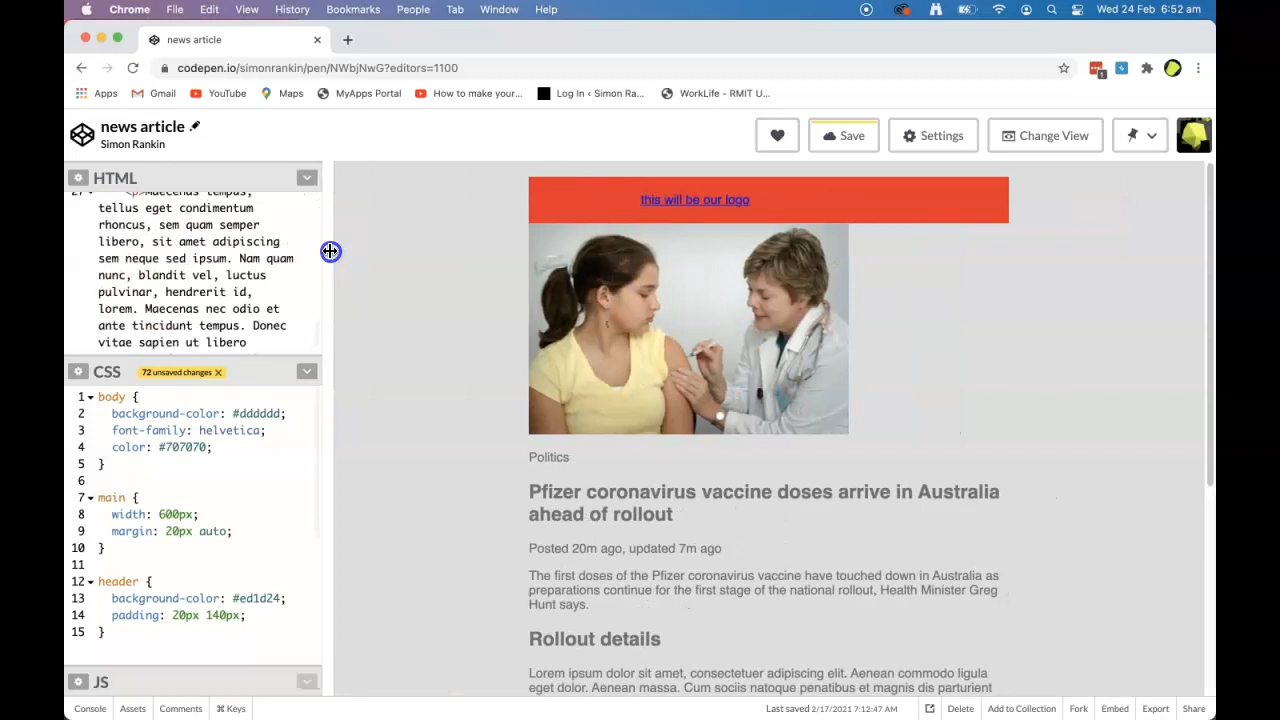 Chrome File Edit View History Bookmarks People Tab Window Help Wed 24 Feb 6:52 am
news article
codepen.io/simonrankin/pen/NWbjNwG?editors=1100
Apps Gmail YouTube Maps MyApps Portal How to make your... Log In ‹ Simon Ra... WorkLife – RMIT U...
news article
Simon Rankin
Save Settings Change View
HTML
27 <p>Maecenas tempus,
tellus eget condimentum
rhoncus, sem quam semper
libero, sit amet adipiscing
sem neque sed ipsum. Nam quam
nunc, blandit vel, luctus
pulvinar, hendrerit id,
lorem. Maecenas nec odio et
ante tincidunt tempus. Donec
vitae sapien ut libero
CSS 72 unsaved changes X
1 body {
2 background-color: #dddddd;
3 font-family: helvetica;
4 color: #707070;
5 }
6
7 main {
8 width: 600px;
9 margin: 20px auto;
10 }
11
12 header {
13 background-color: #ed1d24;
14 padding: 20px 140px;
15 }
JS
this will be our logo
Politics
Pfizer coronavirus vaccine doses arrive in Australia
ahead of rollout
Posted 20m ago, updated 7m ago
The first doses of the Pfizer coronavirus vaccine have touched down in Australia as
preparations continue for the first stage of the national rollout, Health Minister Greg
Hunt says.
Rollout details
Lorem ipsum dolor sit amet, consectetuer adipiscing elit. Aenean commodo ligula
eget dolor. Aenean massa. Cum sociis natoque penatibus et magnis dis parturient
Console Assets Comments ⌘ Keys Last saved 2/17/2021 7:12:47 AM Delete Add to Collection Fork Embed Export Share